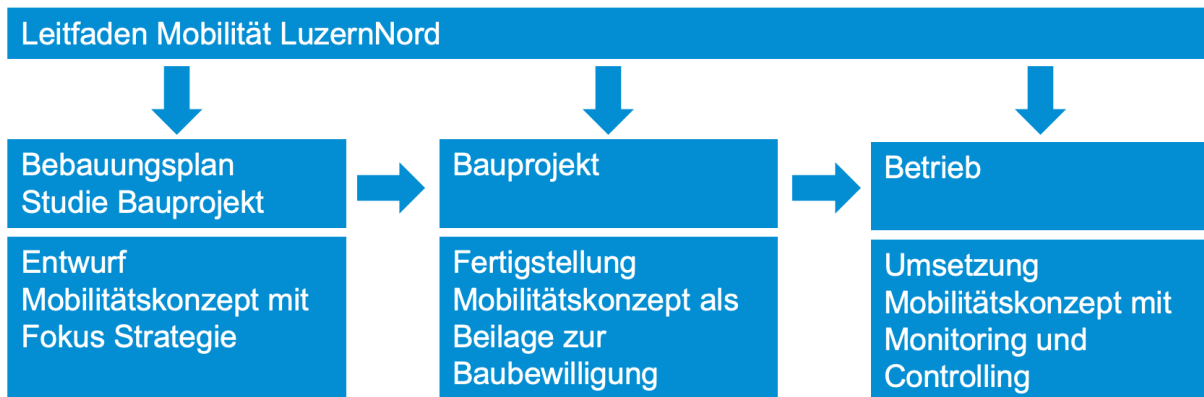 Leitfaden Mobilität LuzernNord
Bebauungsplan
Studie Bauprojekt
Entwurf
Mobilitätskonzept mit
Fokus Strategie
Bauprojekt
Fertigstellung
Mobilitätskonzept als
Beilage zur
Baubewilligung
Betrieb
Umsetzung
Mobilitätskonzept mit
Monitoring und
Controlling